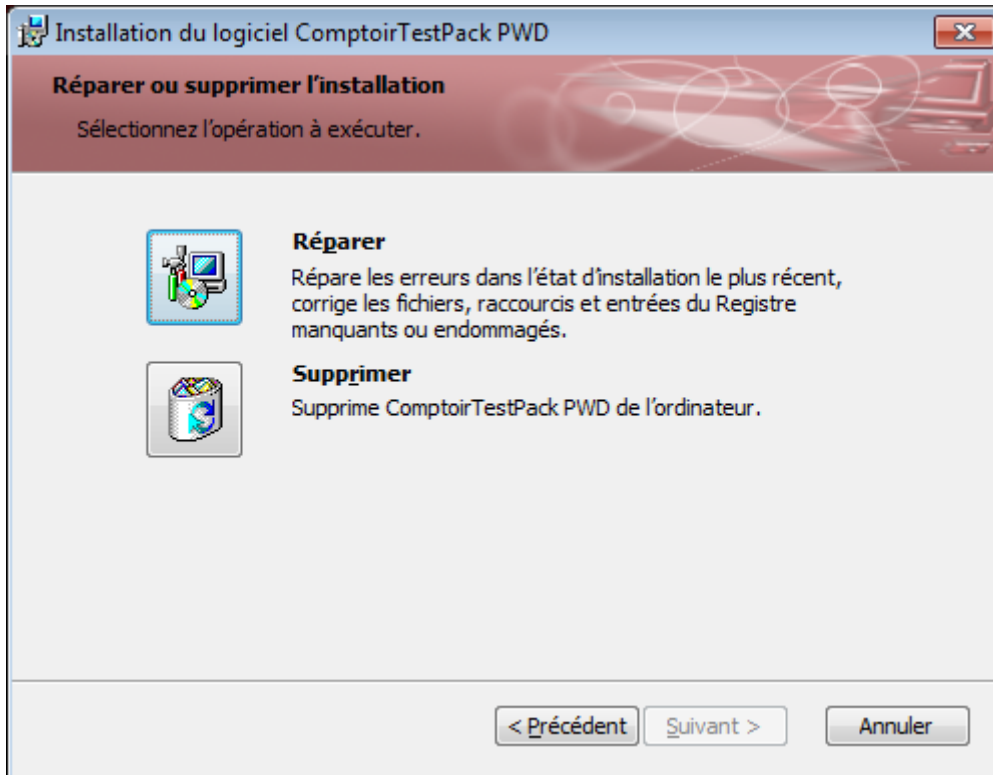 Installation du logiciel ComptoirTestPack PWD
Réparer ou supprimer l’installation
Sélectionnez l’opération à exécuter.
Réparer
Répare les erreurs dans l’état d’installation le plus récent,
corrige les fichiers, raccourcis et entrées du Registre
manquants ou endommagés.
Supprimer
Supprime ComptoirTestPack PWD de l’ordinateur.
< Précédent
Suivant >
Annuler